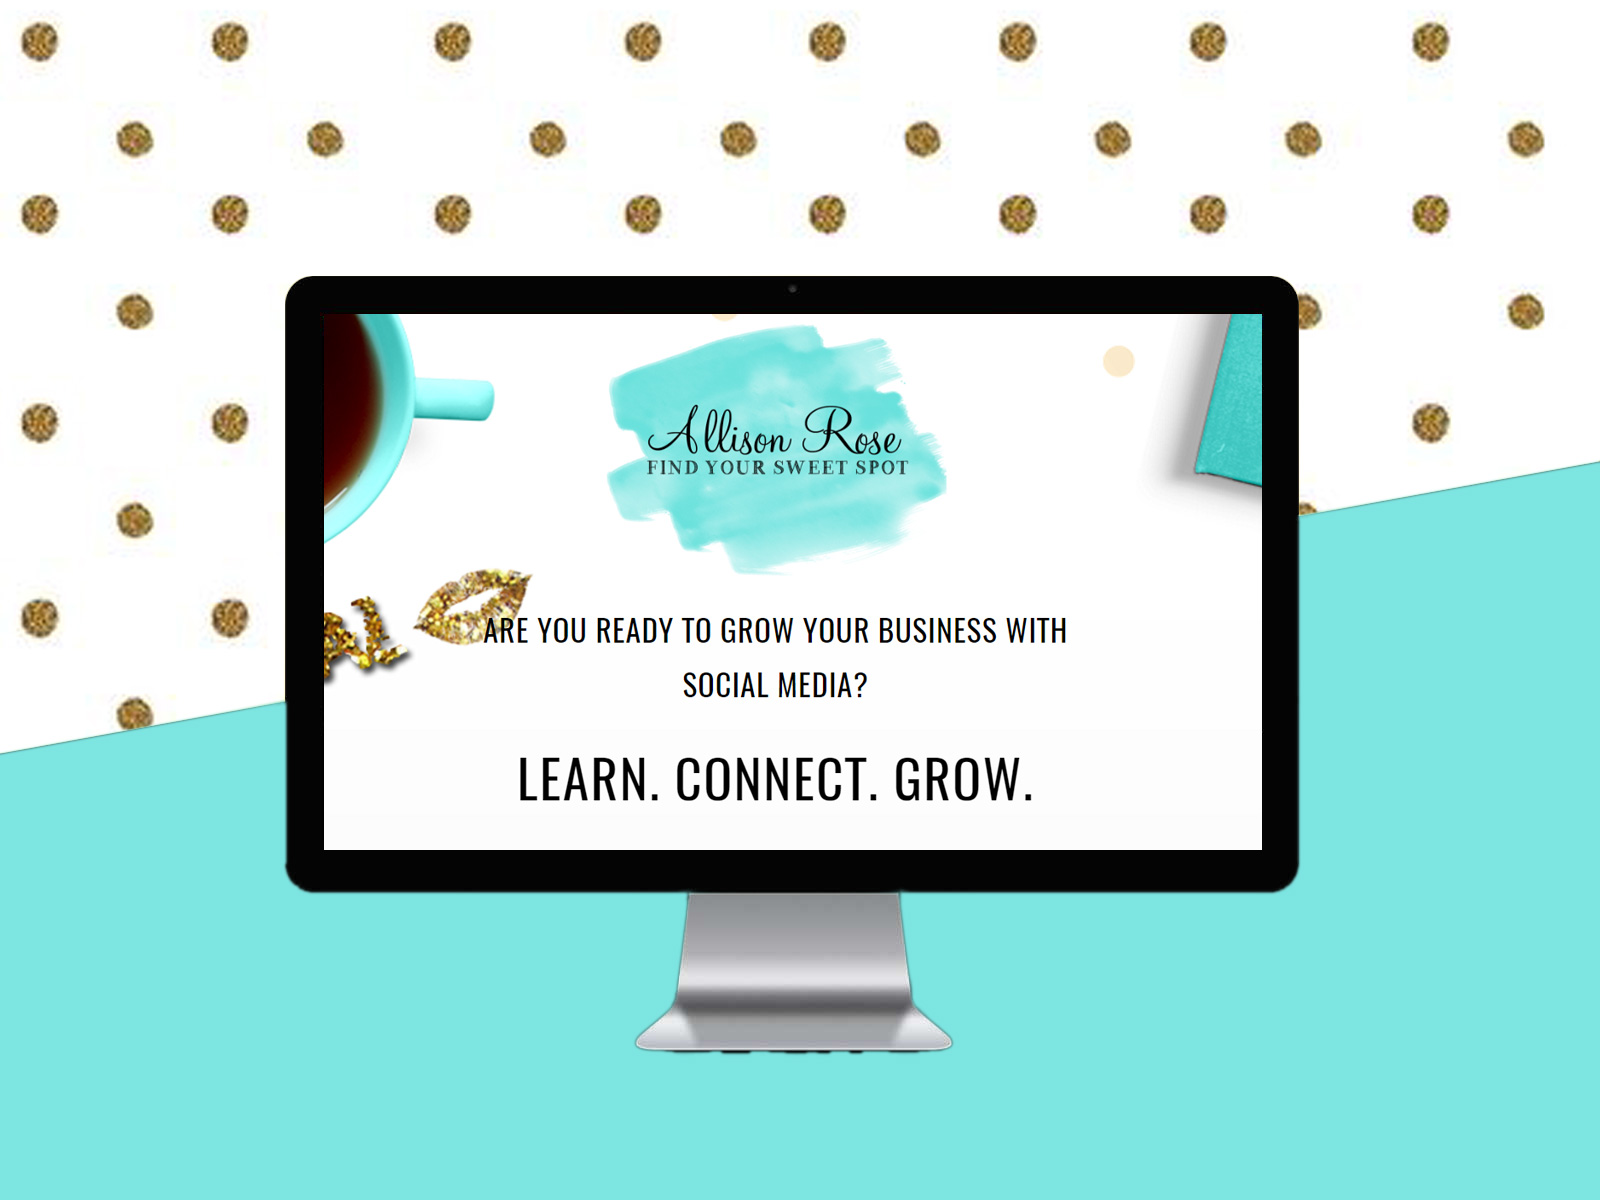 Allison Rose
FIND YOUR SWEET SPOT
ARE YOU READY TO GROW YOUR BUSINESS WITH
SOCIAL MEDIA?
LEARN. CONNECT. GROW.